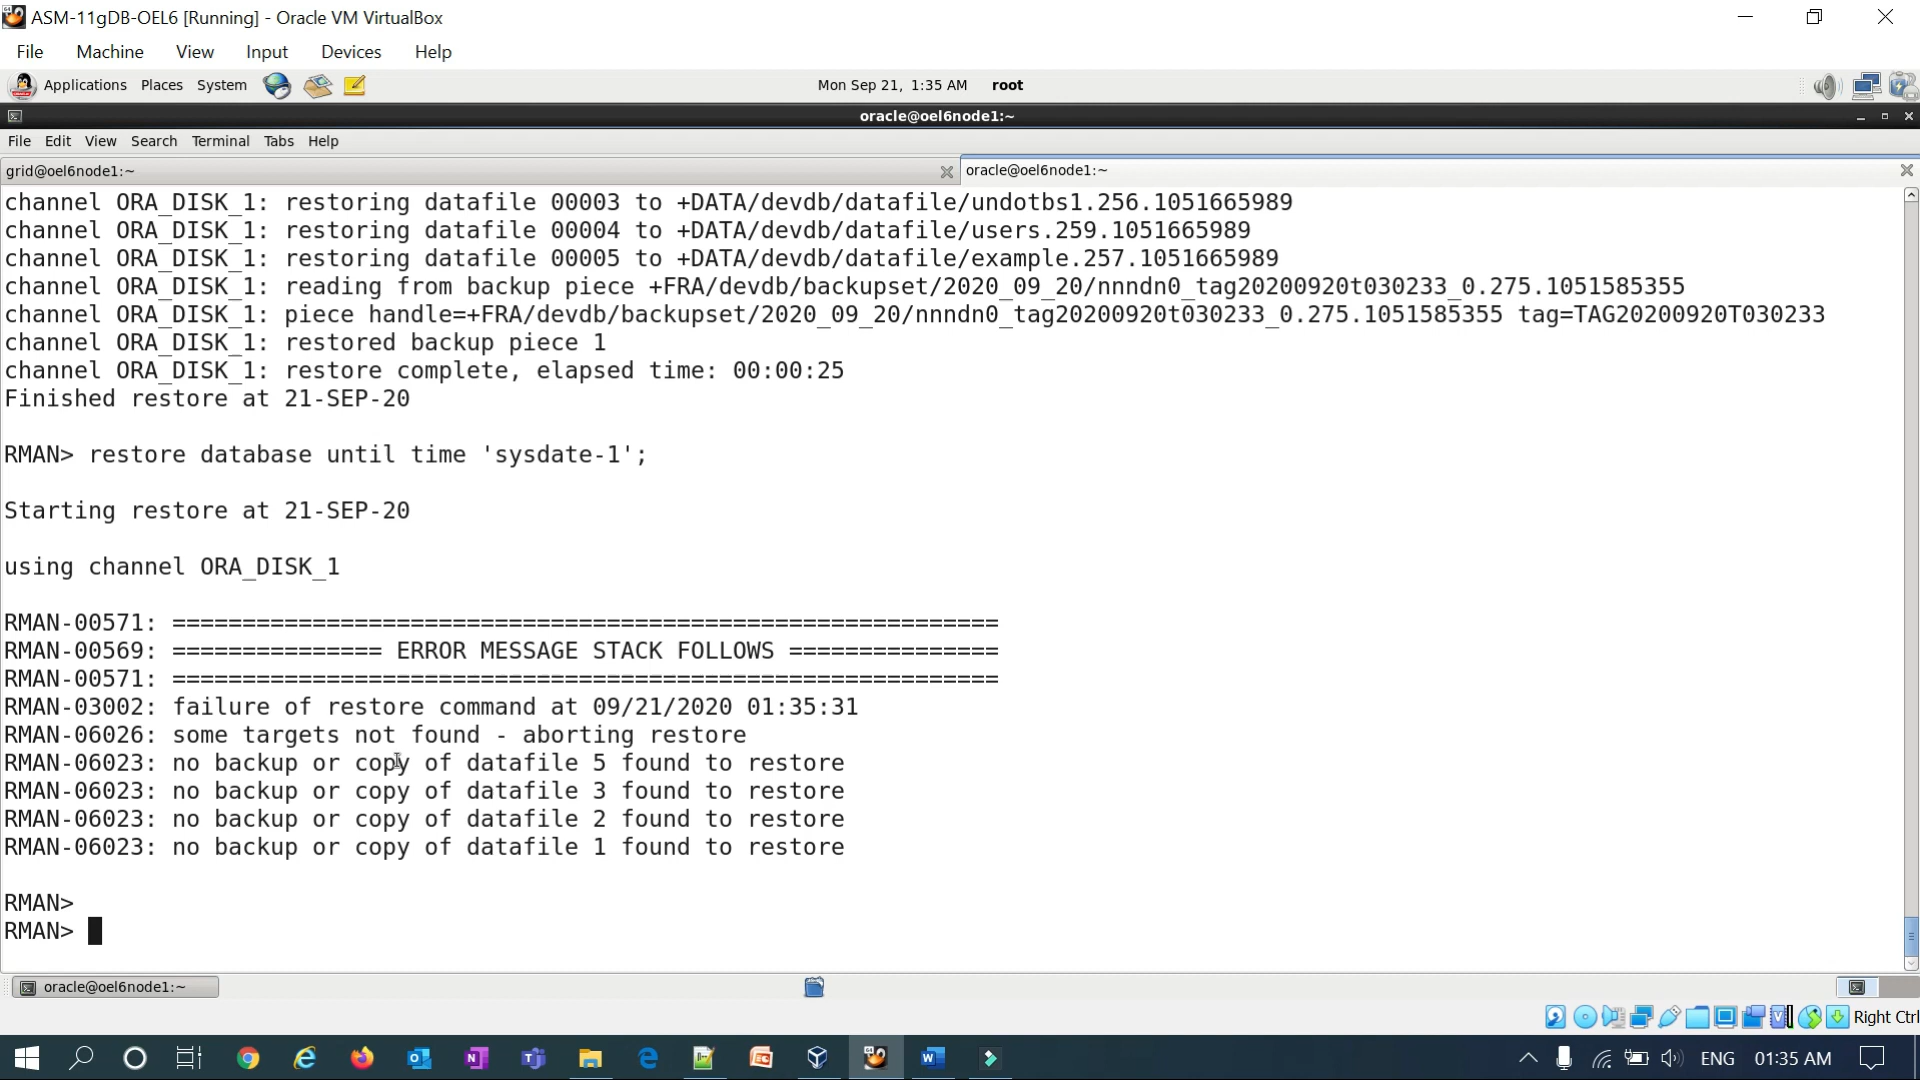 ASM-11gDB-OEL6 [Running] - Oracle VM VirtualBox
File Machine View Input Devices Help
Applications Places System Mon Sep 21, 1:35 AM root
oracle@oel6node1:~
File Edit View Search Terminal Tabs Help
grid@oel6node1:~ oracle@oel6node1:~
channel ORA_DISK_1: restoring datafile 00003 to +DATA/devdb/datafile/undotbs1.256.1051665989
channel ORA_DISK_1: restoring datafile 00004 to +DATA/devdb/datafile/users.259.1051665989
channel ORA_DISK_1: restoring datafile 00005 to +DATA/devdb/datafile/example.257.1051665989
channel ORA_DISK_1: reading from backup piece +FRA/devdb/backupset/2020_09_20/nnndn0_tag20200920t030233_0.275.1051585355
channel ORA_DISK_1: piece handle=+FRA/devdb/backupset/2020_09_20/nnndn0_tag20200920t030233_0.275.1051585355 tag=TAG20200920T030233
channel ORA_DISK_1: restored backup piece 1
channel ORA_DISK_1: restore complete, elapsed time: 00:00:25
Finished restore at 21-SEP-20
RMAN> restore database until time 'sysdate-1';
Starting restore at 21-SEP-20
using channel ORA_DISK_1
RMAN-00571: ===========================================================
RMAN-00569: =============== ERROR MESSAGE STACK FOLLOWS ===============
RMAN-00571: ===========================================================
RMAN-03002: failure of restore command at 09/21/2020 01:35:31
RMAN-06026: some targets not found - aborting restore
RMAN-06023: no backup or copy of datafile 5 found to restore
RMAN-06023: no backup or copy of datafile 3 found to restore
RMAN-06023: no backup or copy of datafile 2 found to restore
RMAN-06023: no backup or copy of datafile 1 found to restore
RMAN>
RMAN>
oracle@oel6node1:~
Right Ctrl
ENG 01:35 AM